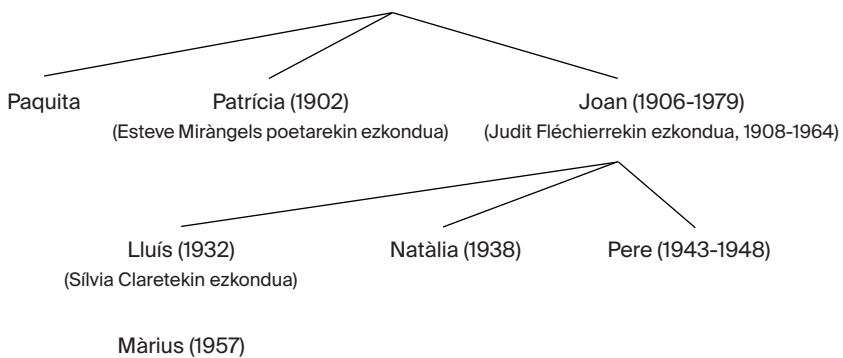 Paquita
Patrícia (1902)
Joan (1906-1979)
(Esteve Miràngels poetarekin ezkondua)
(Judit Fléchierrekin ezkondua, 1908-1964)
Lluís (1932)
Natàlia (1938)
Pere (1943-1948)
(Sílvia Claretekin ezkondua)
Màrius (1957)